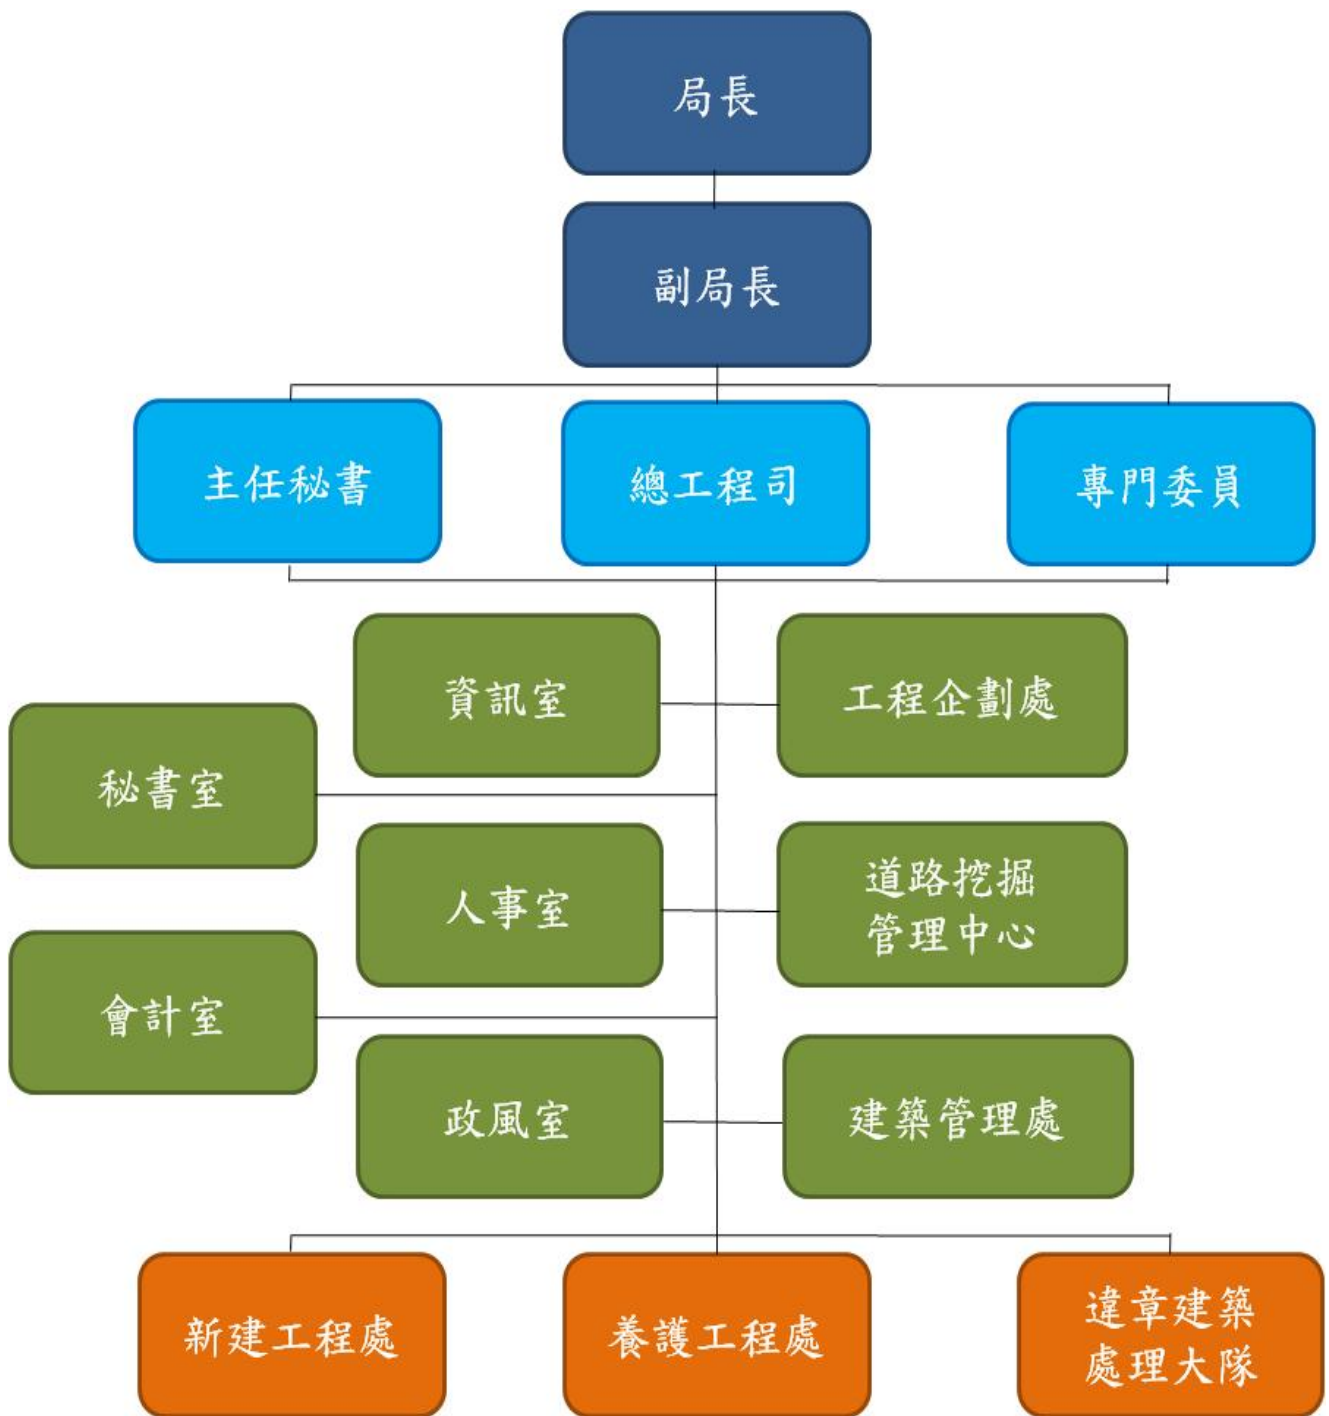 局長
副局長
主任秘書
總工程司
專門委員
資訊室
工程企劃處
秘書室
人事室
道路挖掘
管理中心
會計室
政風室
建築管理處
新建工程處
養護工程處
違章建築
處理大隊